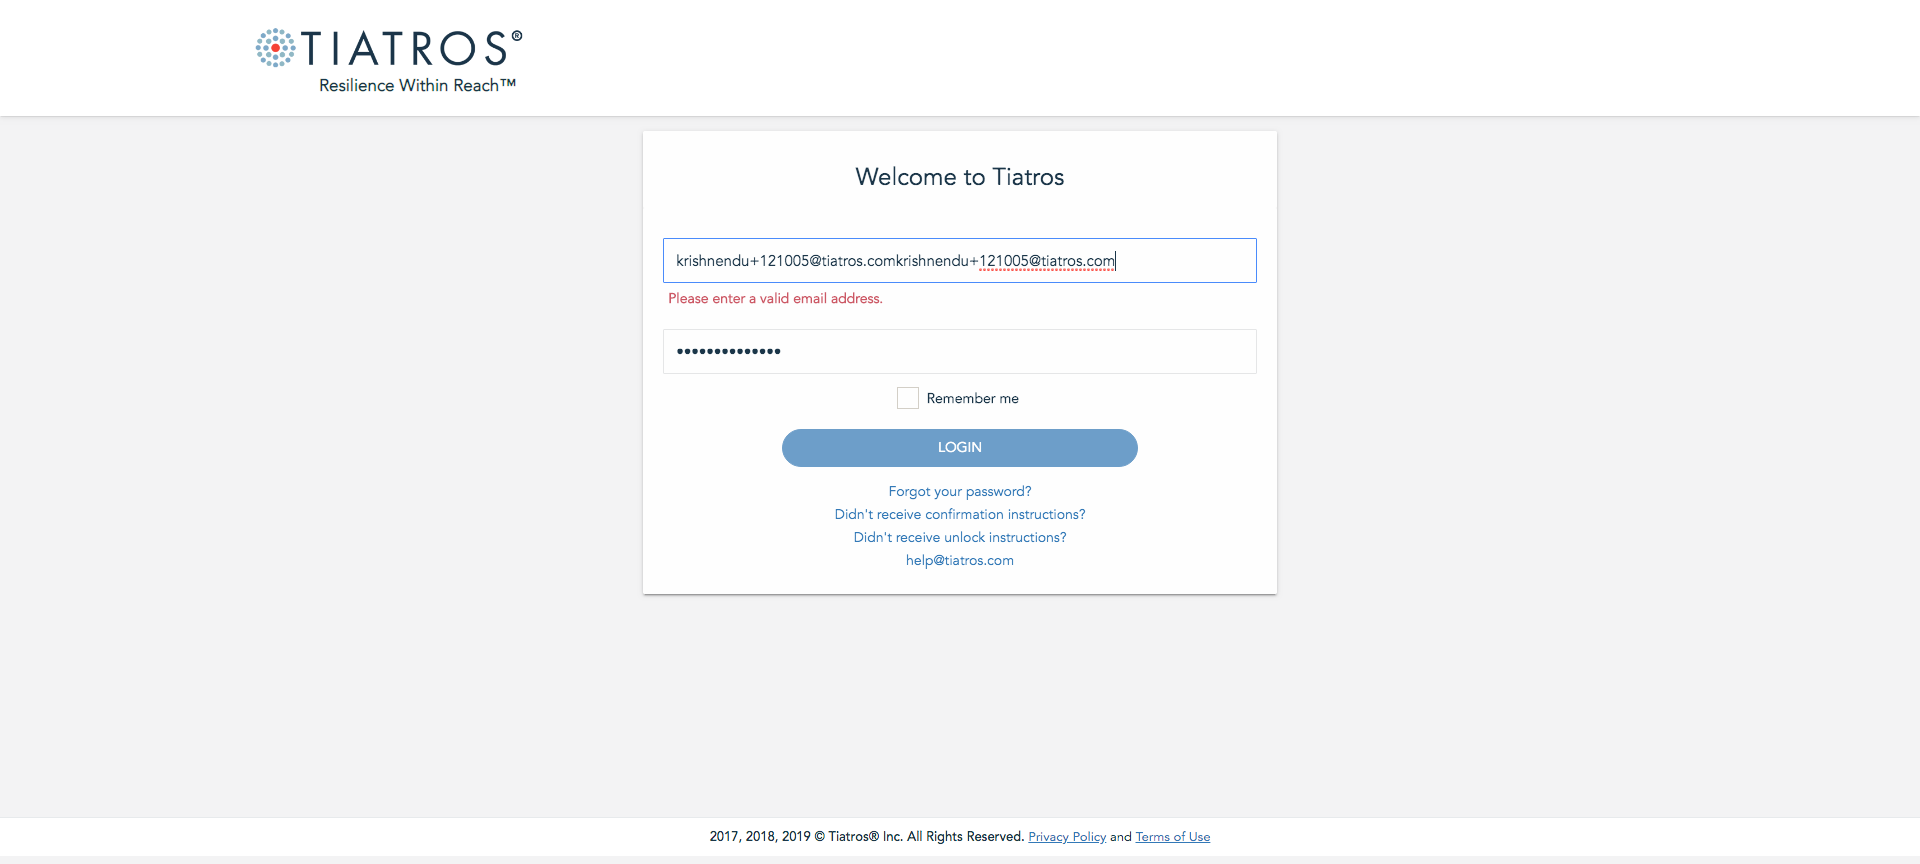 TIATROS®
Resilience Within Reach™
Welcome to Tiatros
krishnendu+121005@tiatros.comkrishnendu+121005@tiatros.com
Please enter a valid email address.
••••••••••••••
Remember me
LOGIN
Forgot your password?
Didn't receive confirmation instructions?
Didn't receive unlock instructions?
help@tiatros.com
2017, 2018, 2019 © Tiatros® Inc. All Rights Reserved. Privacy Policy and Terms of Use